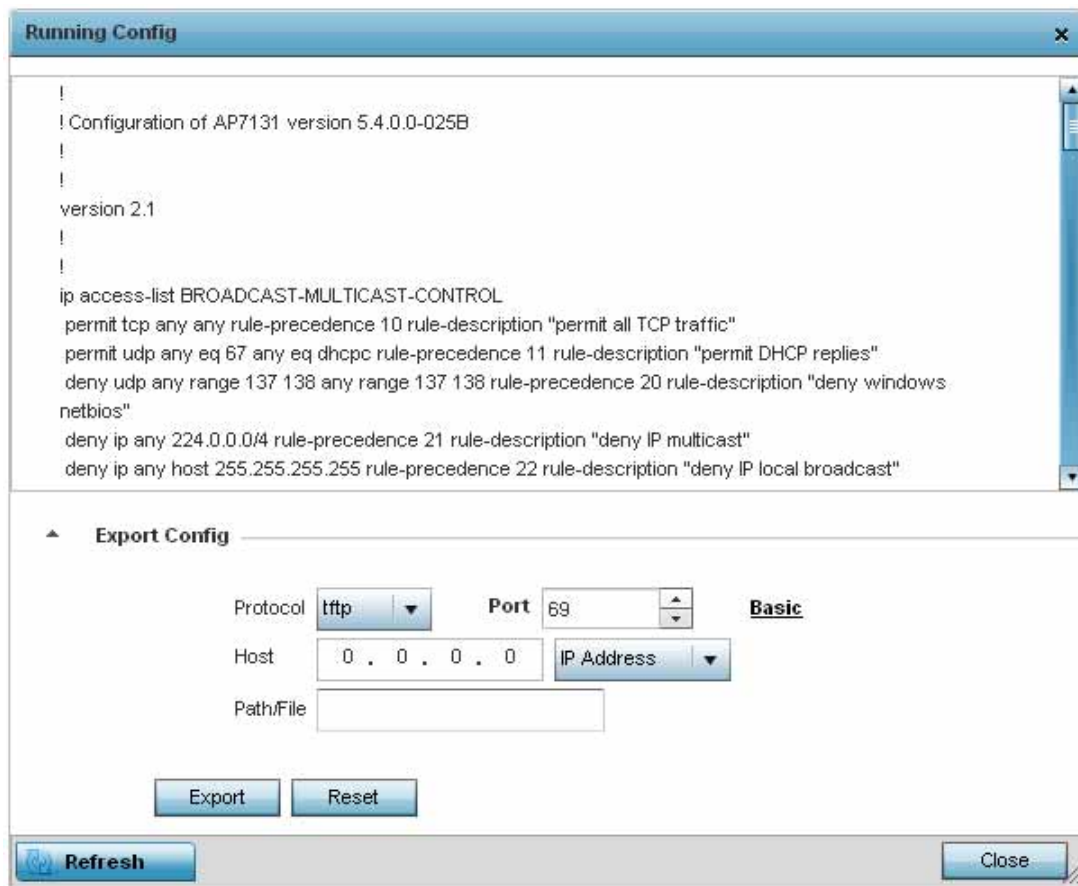 Running Config
!
! Configuration of AP7131 version 5.4.0.0-025B
!
!
version 2.1
!
!
ip access-list BROADCAST-MULTICAST-CONTROL
permit tcp any any rule-precedence 10 rule-description "permit all TCP traffic"
permit udp any eq 67 any eq dhcpc rule-precedence 11 rule-description "permit DHCP replies"
deny udp any range 137 138 any range 137 138 rule-precedence 20 rule-description "deny windows
netbios"
deny ip any 224.0.0.0/4 rule-precedence 21 rule-description "deny IP multicast"
deny ip any host 255.255.255.255 rule-precedence 22 rule-description "deny IP local broadcast"
Export Config
Protocol tftp Port 69 Basic
Host 0 . 0 . 0 . 0 IP Address
Path/File
Export Reset
Refresh Close